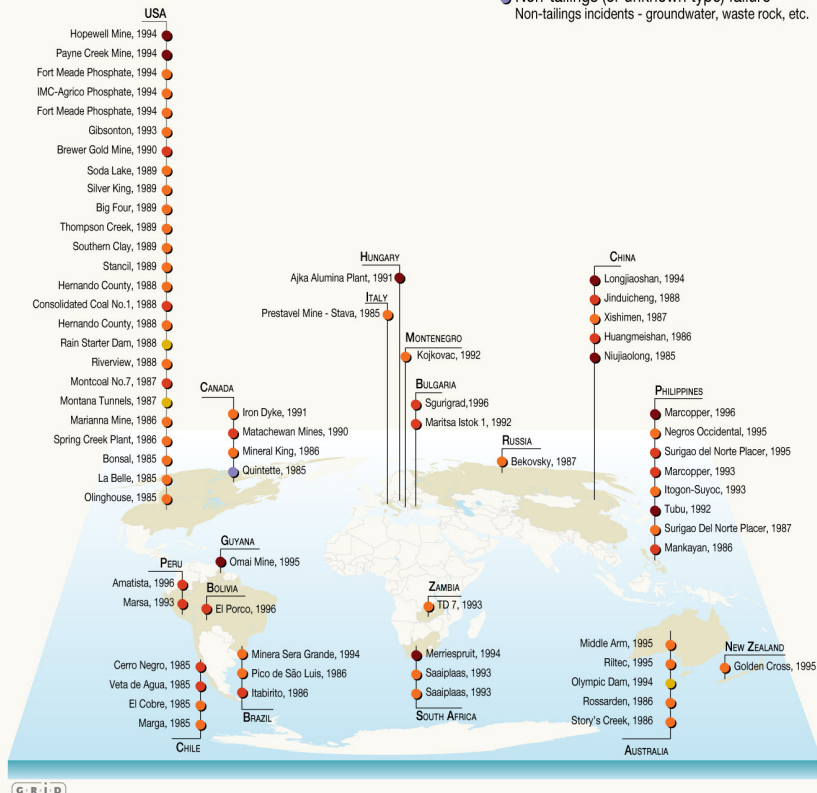 Non-tailings (or unknown type) failure
Non-tailings incidents - groundwater, waste rock, etc.
USA
Hopewell Mine, 1994
Payne Creek Mine, 1994
Fort Meade Phosphate, 1994
IMC-Agrico Phosphate, 1994
Fort Meade Phosphate, 1994
Gibsonton, 1993
Brewer Gold Mine, 1990
Soda Lake, 1989
Silver King, 1989
Big Four, 1989
Thompson Creek, 1989
Southern Clay, 1989
Stancil, 1989
Hernando County, 1988
Consolidated Coal No.1, 1988
Hernando County, 1988
Rain Starter Dam, 1988
Riverview, 1988
Montcoal No.7, 1987
Montana Tunnels, 1987
Marianna Mine, 1986
Spring Creek Plant, 1986
Bonsal, 1985
La Belle, 1985
Olinghouse, 1985
CANADA
Iron Dyke, 1991
Matachewan Mines, 1990
Mineral King, 1986
Quintette, 1985
HUNGARY
Ajka Alumina Plant, 1991
ITALY
Prestavel Mine - Stava, 1985
MONTENEGRO
Kojkovac, 1992
BULGARIA
Sgurigrad,1996
Maritsa Istok 1, 1992
RUSSIA
Bekovsky, 1987
CHINA
Longjiaoshan, 1994
Jinduicheng, 1988
Xishimen, 1987
Huangmeishan, 1986
Niujiaolong, 1985
PHILIPPINES
Marcopper, 1996
Negros Occidental, 1995
Surigao del Norte Placer, 1995
Marcopper, 1993
Itogon-Suyoc, 1993
Tubu, 1992
Surigao Del Norte Placer, 1987
Mankayan, 1986
GUYANA
Omai Mine, 1995
PERU
Amatista, 1996
Marsa, 1993
BOLIVIA
El Porco, 1996
ZAMBIA
TD 7, 1993
Minera Sera Grande, 1994
Pico de São Luis, 1986
Itabirito, 1986
BRAZIL
Cerro Negro, 1985
Veta de Agua, 1985
El Cobre, 1985
Marga, 1985
CHILE
Merriespruit, 1994
Saaiplaas, 1993
Saaiplaas, 1993
SOUTH AFRICA
Middle Arm, 1995
Riltec, 1995
Olympic Dam, 1994
Rossarden, 1986
Story's Creek, 1986
AUSTRALIA
NEW ZEALAND
Golden Cross, 1995
G R I D